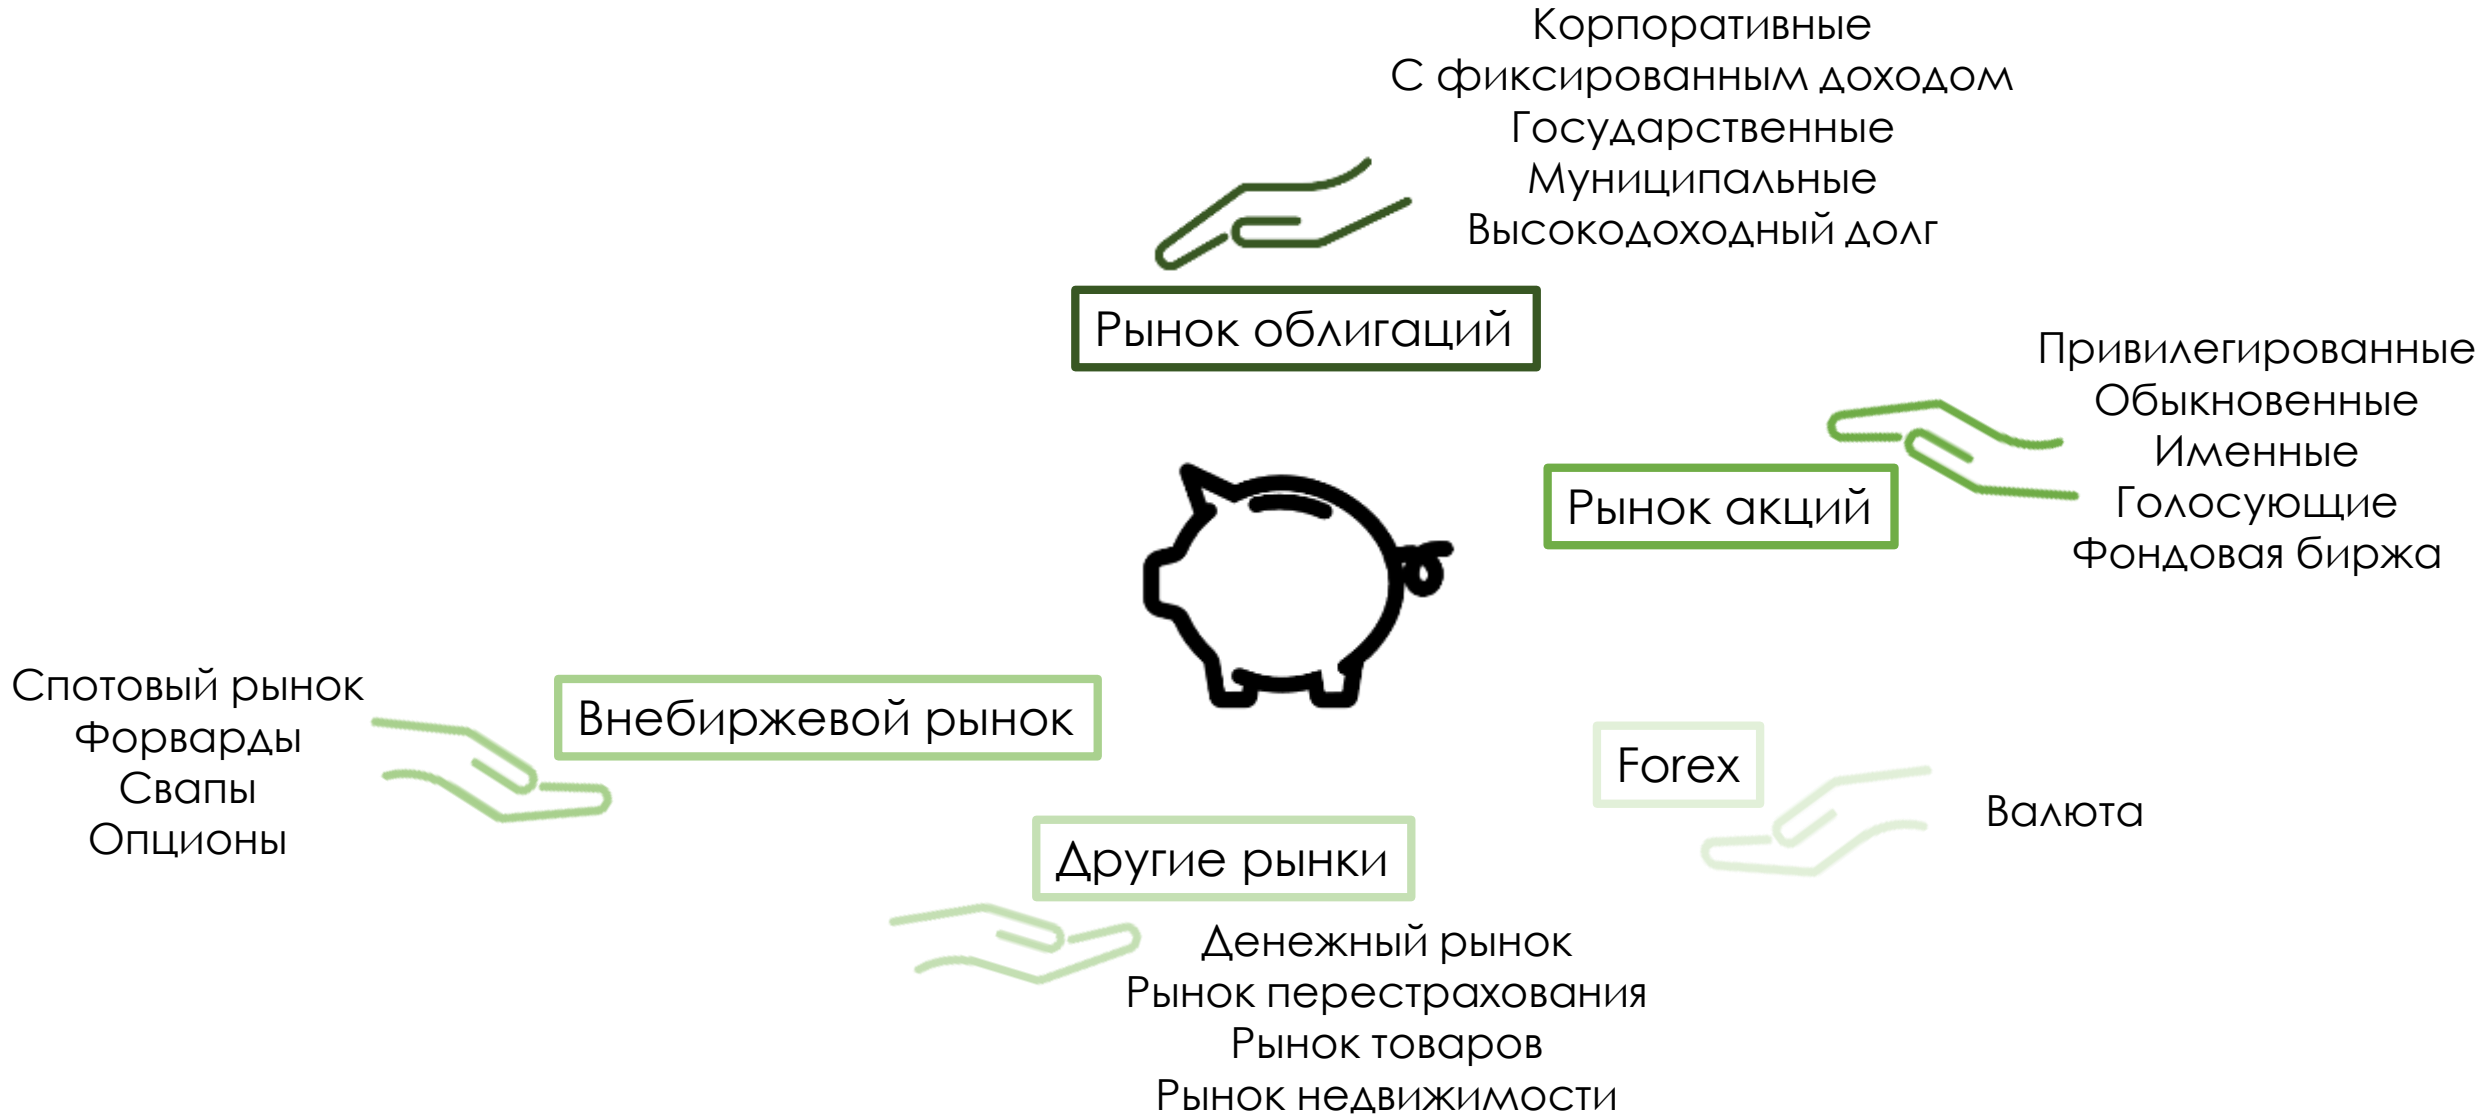 Корпоративные
С фиксированным доходом
Государственные
Муниципальные
Высокодоходный долг
Рынок облигаций
Привилегированные
Обыкновенные
Именные
Голосующие
Фондовая биржа
Рынок акций
Спотовый рынок
Форварды
Свапы
Опционы
Внебиржевой рынок
Forex
Валюта
Другие рынки
Денежный рынок
Рынок перестрахования
Рынок товаров
Рынок недвижимости